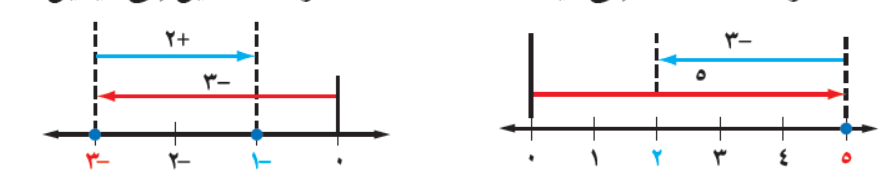 –٣
٥
٠ ١ ٢ ٣ ٤ ٥
٢+
–٣
–٣ –٢ –١ ٠